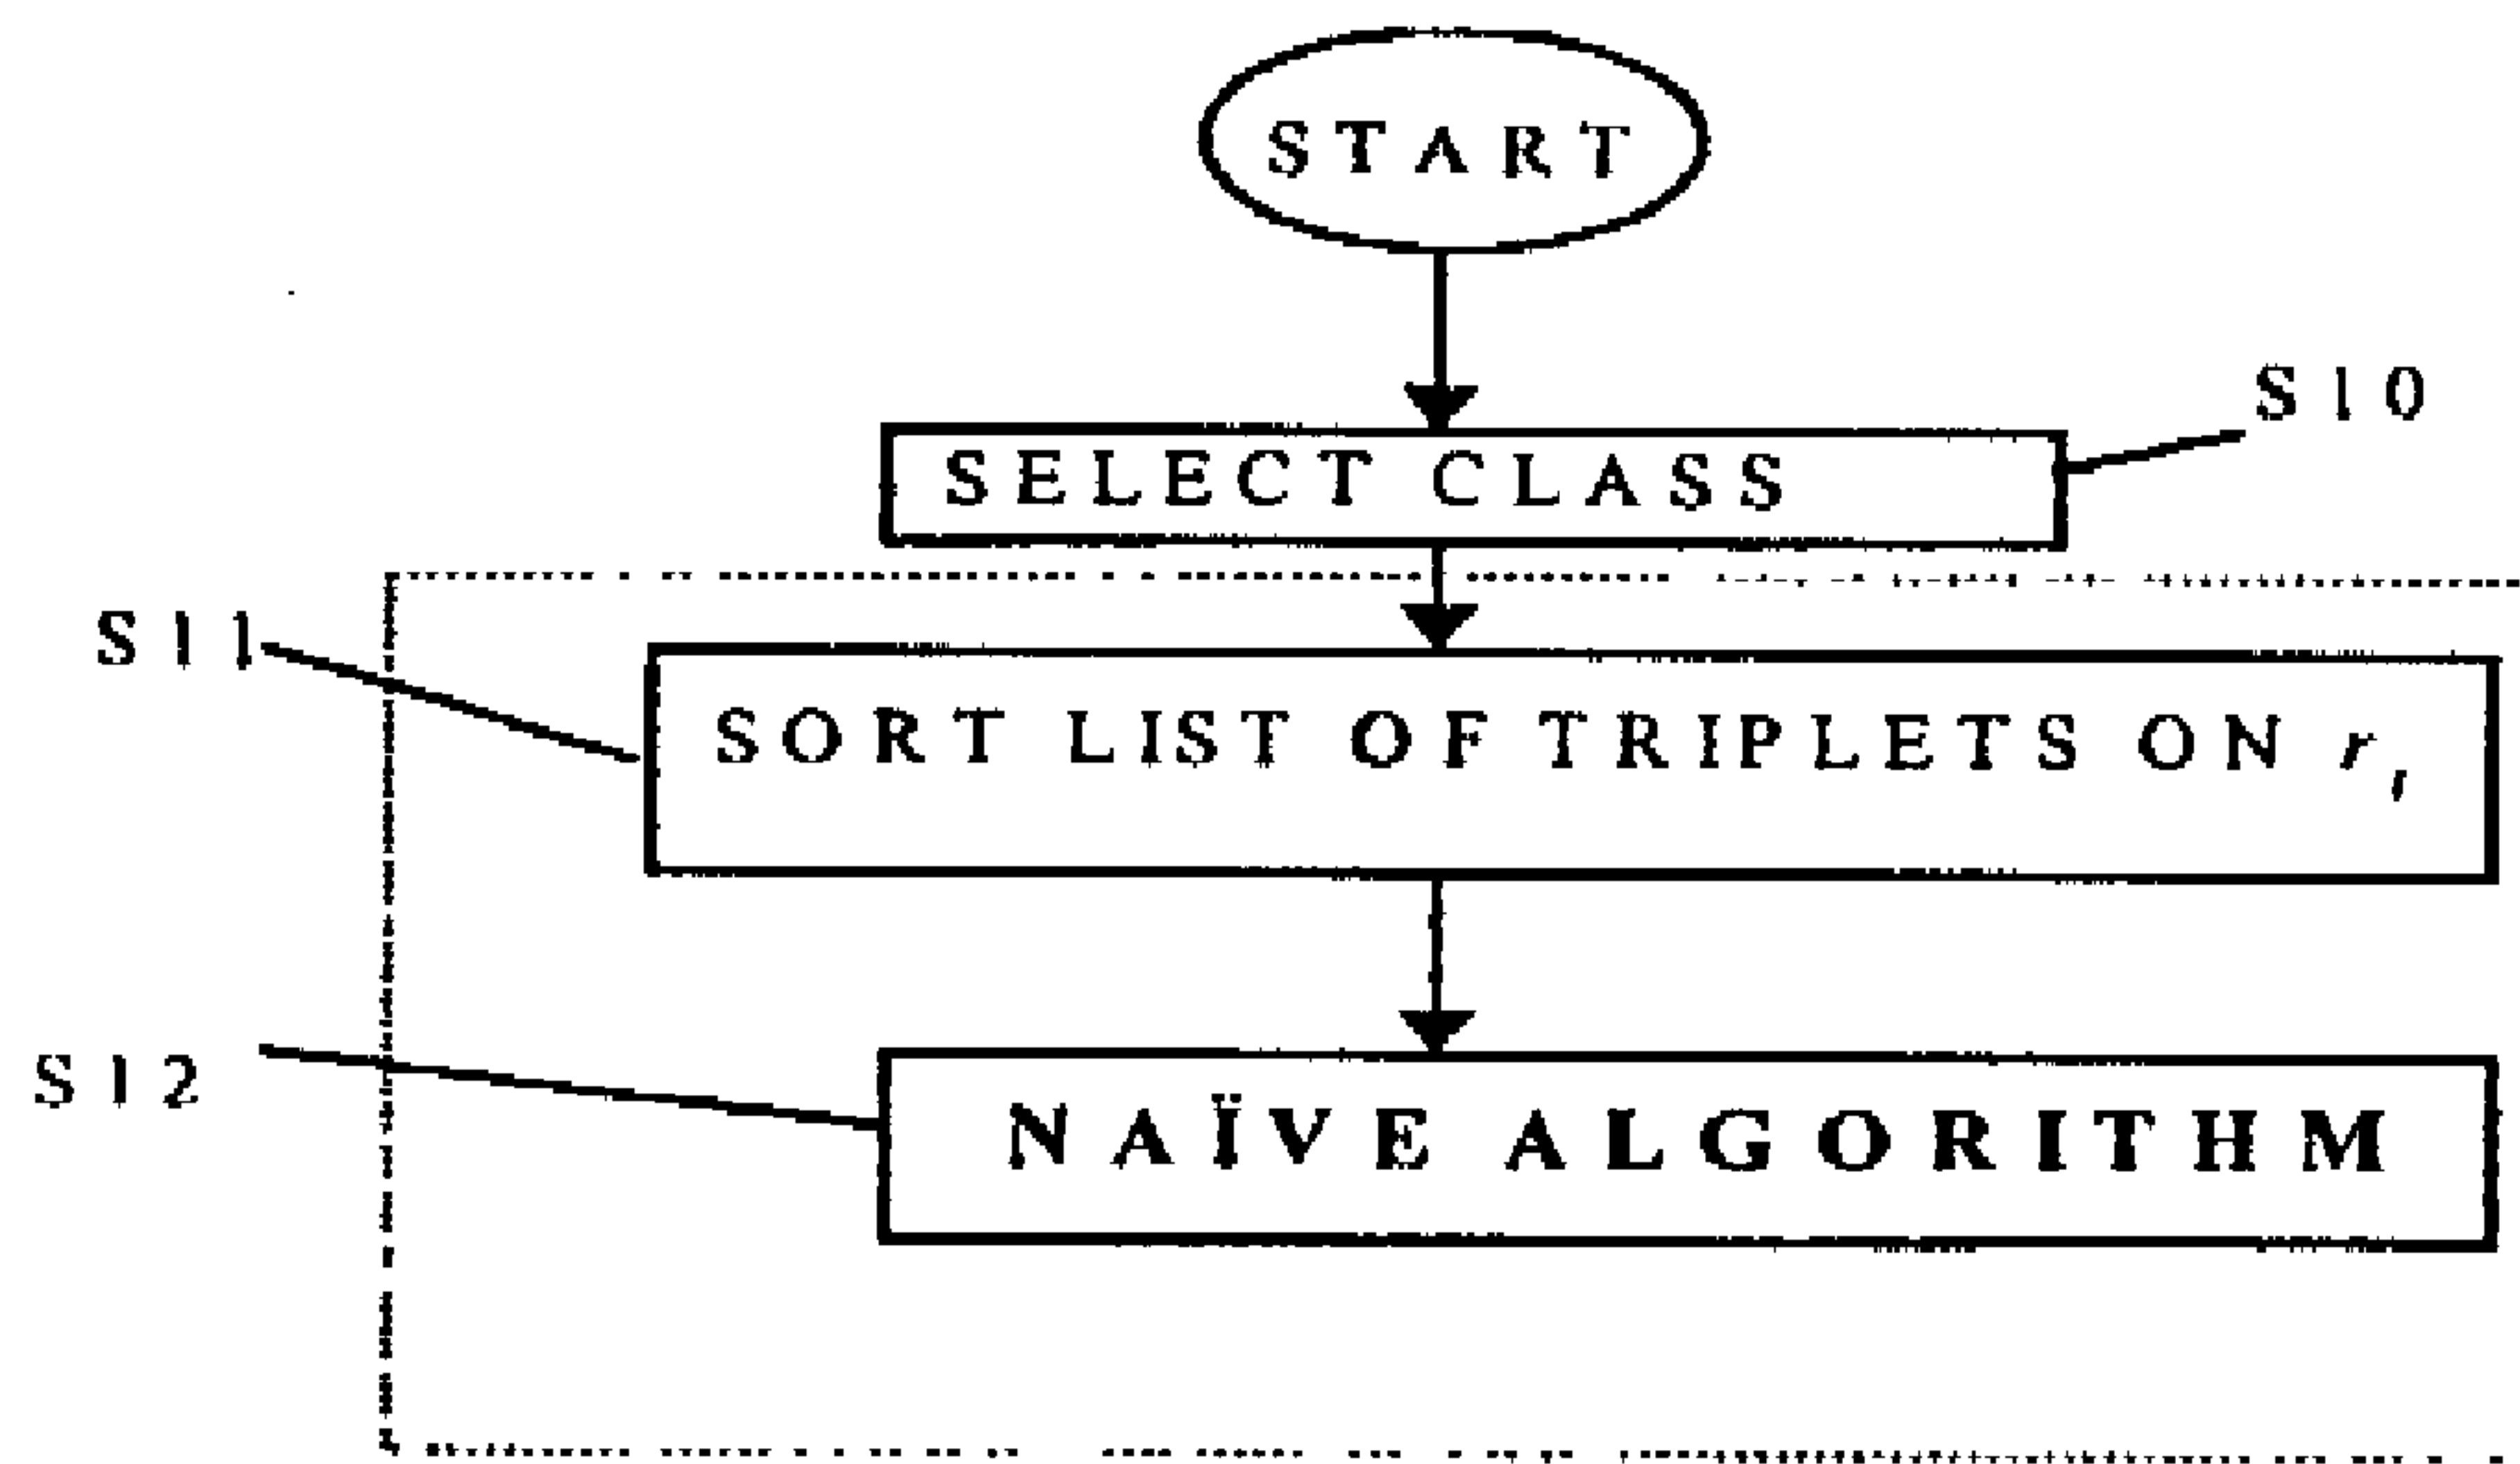 START
S10
SELECT CLASS
S11
SORT LIST OF TRIPLETS ON r,
S12
NAÏVE ALGORITHM